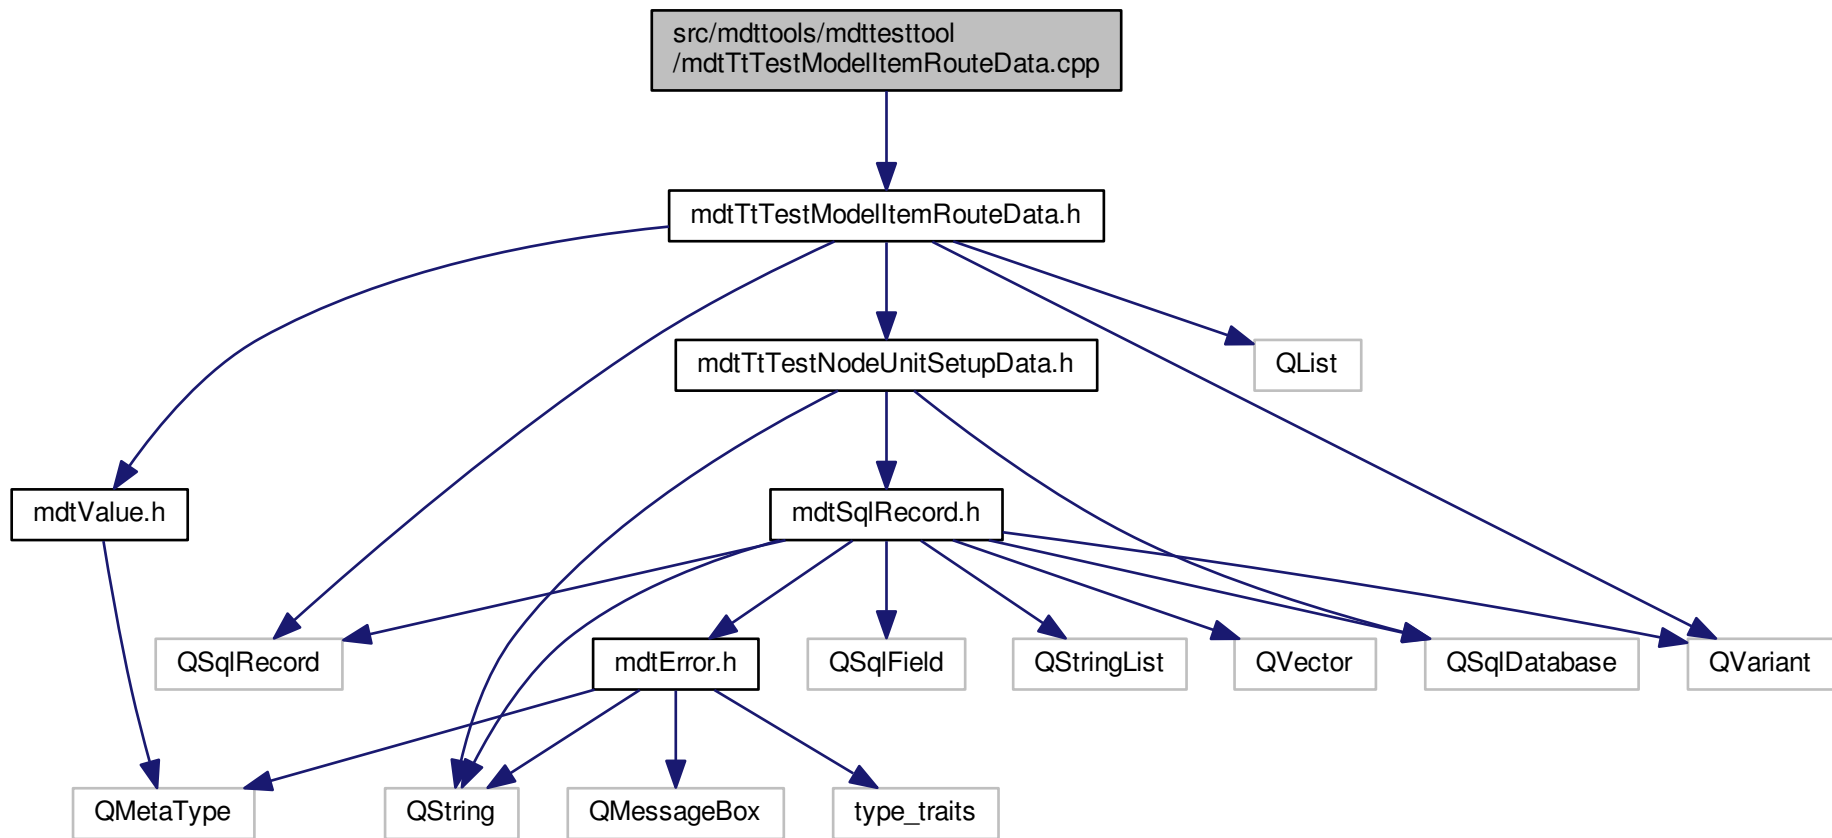 src/mdttools/mdttesttool
/mdtTtTestModelItemRouteData.cpp
mdtTtTestModelItemRouteData.h
mdtTtTestNodeUnitSetupData.h
QList
mdtValue.h
mdtSqlRecord.h
QSqlRecord
mdtError.h
QSqlField
QStringList
QVector
QSqlDatabase
QVariant
QMetaType
QString
QMessageBox
type_traits